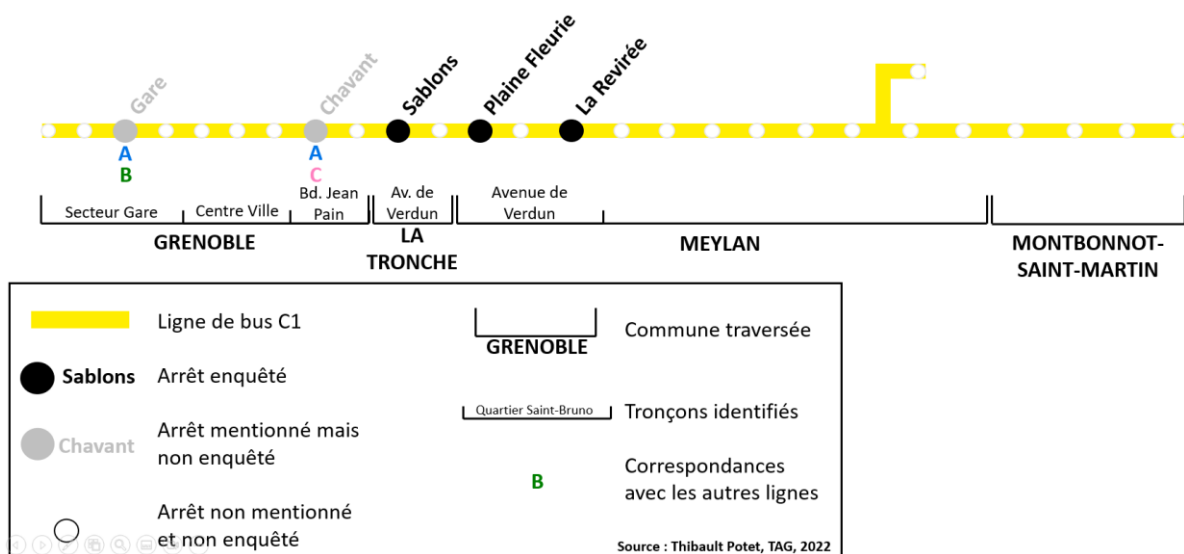 Gare
Chavant
Sablons
Plaine Fleurie
La Revirée
A
B
A
C
Secteur Gare
Centre Ville
Bd. Jean
Pain
Av. de
Verdun
Avenue de
Verdun
GRENOBLE
LA
TRONCHE
MEYLAN
MONTBONNOT-
SAINT-MARTIN
Ligne de bus C1
Sablons
Arrêt enquêté
Chavant
Arrêt mentionné mais
non enquêté
Arrêt non mentionné
et non enquêté
GRENOBLE
Commune traversée
Quartier Saint-Bruno
Tronçons identifiés
B
Correspondances
avec les autres lignes
Source : Thibault Potet, TAG, 2022